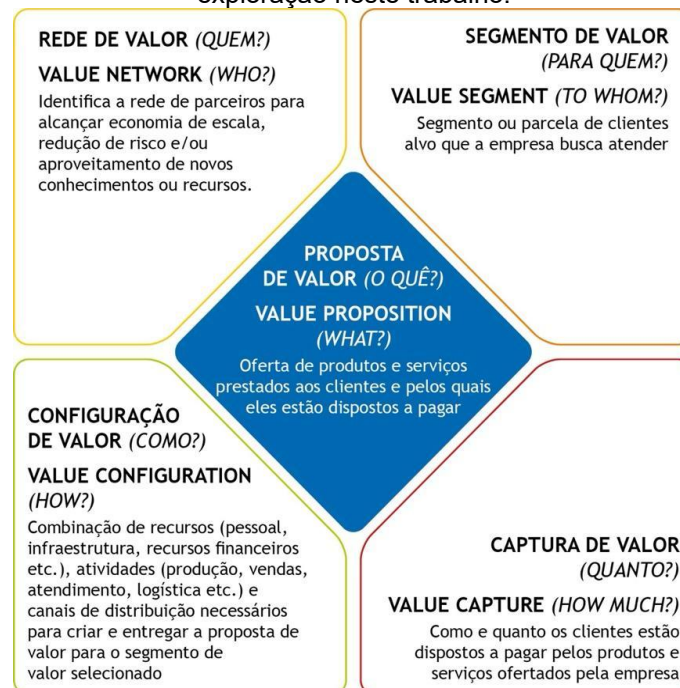 exploração neste trabalho.
REDE DE VALOR (QUEM?)
VALUE NETWORK (WHO?)
Identifica a rede de parceiros para
alcançar economia de escala,
redução de risco e/ou
aproveitamento de novos
conhecimentos ou recursos.
SEGMENTO DE VALOR
(PARA QUEM?)
VALUE SEGMENT (TO WHOM?)
Segmento ou parcela de clientes
alvo que a empresa busca atender
PROPOSTA
DE VALOR (O QUÊ?)
VALUE PROPOSITION
(WHAT?)
Oferta de produtos e serviços
prestados aos clientes e pelos quais
eles estão dispostos a pagar
CONFIGURAÇÃO
DE VALOR (COMO?)
VALUE CONFIGURATION
(HOW?)
Combinação de recursos (pessoal,
infraestrutura, recursos financeiros
etc.), atividades (produção, vendas,
atendimento, logística etc.) e
canais de distribuição necessários
para criar e entregar a proposta de
valor para o segmento de
valor selecionado
CAPTURA DE VALOR
(QUANTO?)
VALUE CAPTURE (HOW MUCH?)
Como e quanto os clientes estão
dispostos a pagar pelos produtos e
serviços ofertados pela empresa